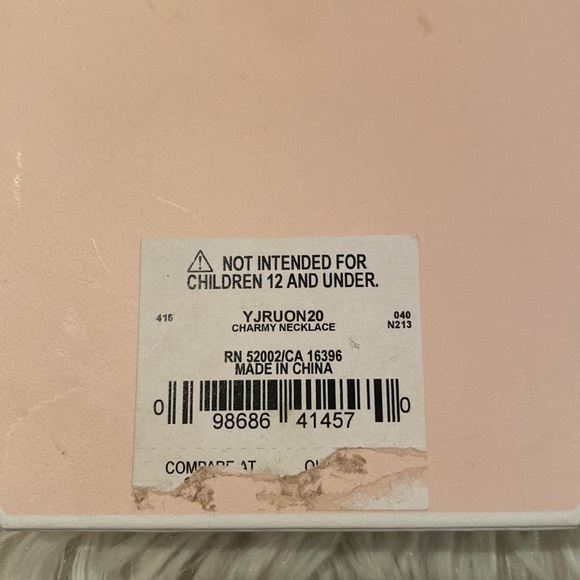 NOT INTENDED FOR
CHILDREN 12 AND UNDER.
416 YJRUON20 040
CHARMY NECKLACE N213
RN 52002/CA 16396
MADE IN CHINA
0 98686 41457 0
COMPARE AT